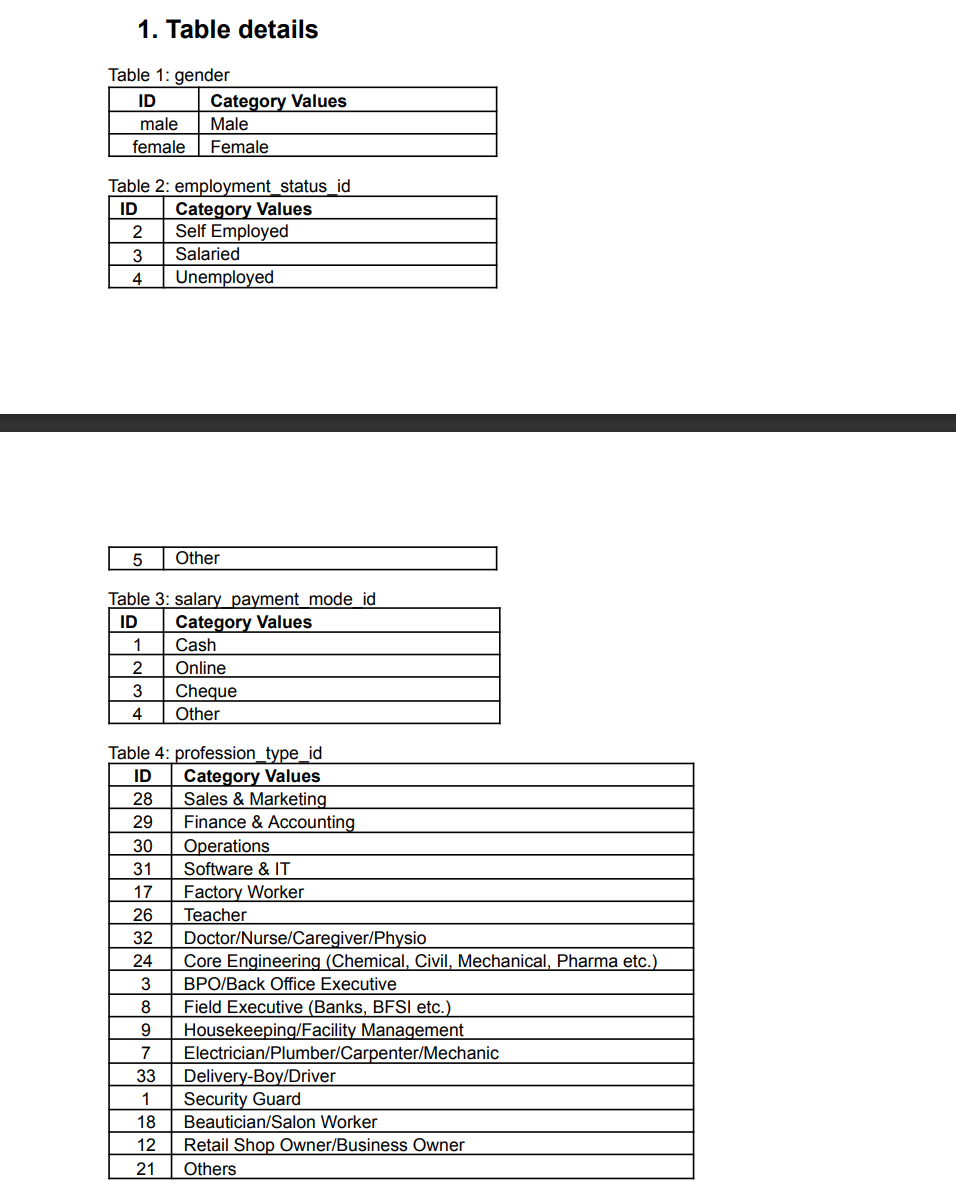 1. Table details
Table 1: gender
ID Category Values
male Male
female Female
Table 2: employment_status_id
ID Category Values
2 Self Employed
3 Salaried
4 Unemployed
5 Other
Table 3: salary_payment_mode_id
ID Category Values
1 Cash
2 Online
3 Cheque
4 Other
Table 4: profession_type_id
ID Category Values
28 Sales & Marketing
29 Finance & Accounting
30 Operations
31 Software & IT
17 Factory Worker
26 Teacher
32 Doctor/Nurse/Caregiver/Physio
24 Core Engineering (Chemical, Civil, Mechanical, Pharma etc.)
3 BPO/Back Office Executive
8 Field Executive (Banks, BFSI etc.)
9 Housekeeping/Facility Management
7 Electrician/Plumber/Carpenter/Mechanic
33 Delivery-Boy/Driver
1 Security Guard
18 Beautician/Salon Worker
12 Retail Shop Owner/Business Owner
21 Others